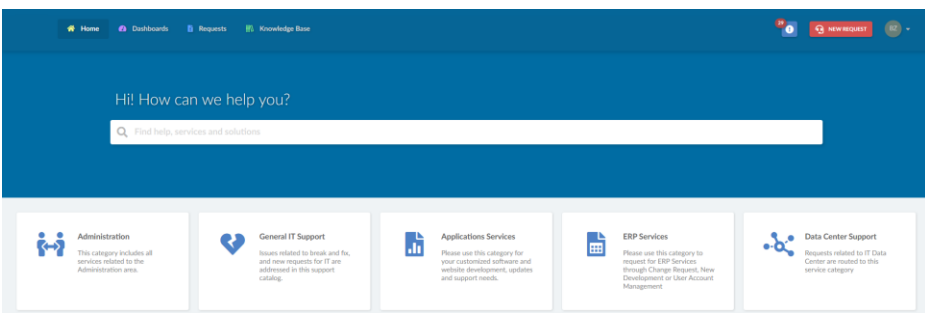 Home Dashboards Requests Knowledge Base
NEW REQUEST
Hi! How can we help you?
Find help, services and solutions
Administration
This category includes all
services related to the
Administration area.
General IT Support
Issues related to break and fix,
and new requests for IT are
addressed in this support
catalog.
Applications Services
Please use this category for
your customized software and
website development, updates
and support needs.
ERP Services
Please use this category to
request for ERP Services
through Change Request, New
Development or User Account
Management
Data Center Support
Requests related to IT Data
Center are routed to this
service category